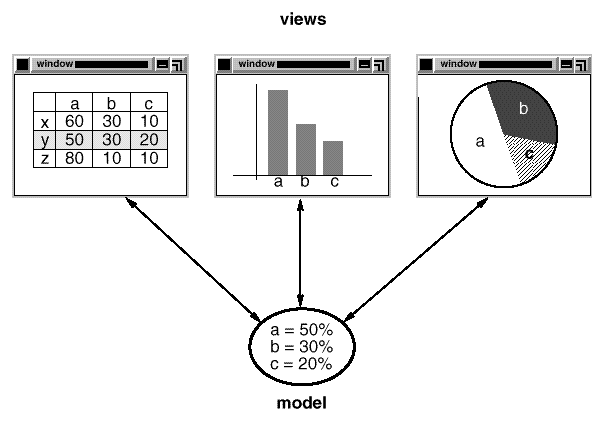 views
window
window
window
a b c
x 60 30 10
y 50 30 20
z 80 10 10
a b c
a
b
c
a = 50%
b = 30%
c = 20%
model